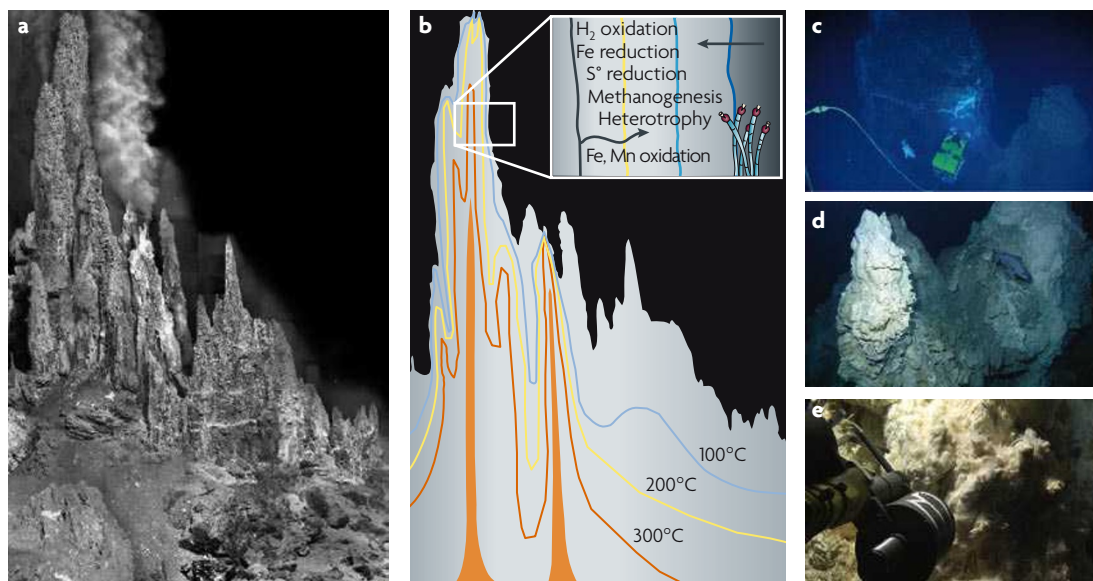 a
b
H₂ oxidation
Fe reduction
S° reduction
Methanogenesis
Heterotrophy
Fe, Mn oxidation
100°C
200°C
300°C
c
d
e